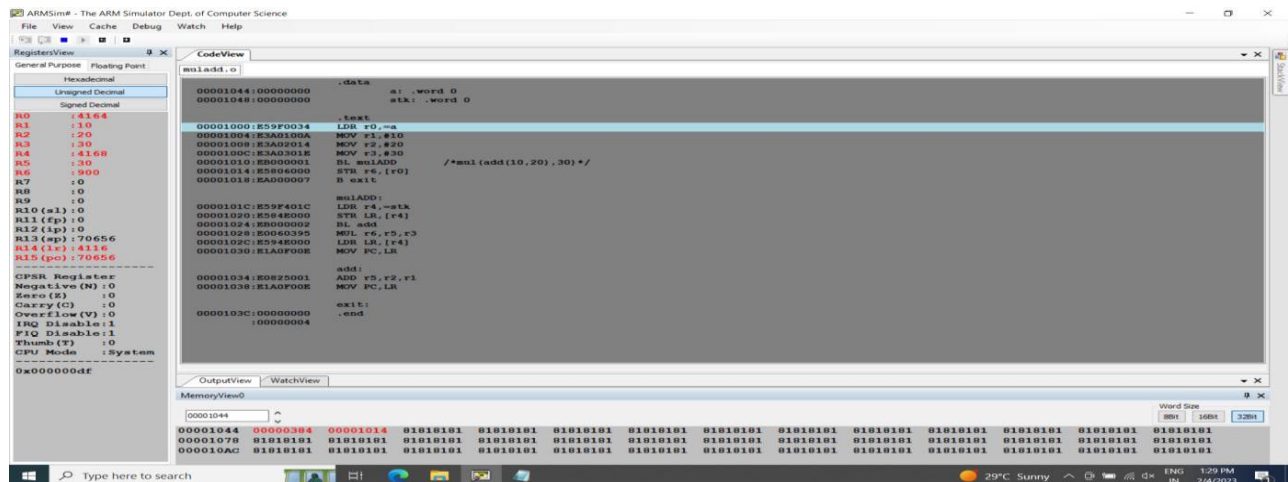 ARMSim# - The ARM Simulator Dept. of Computer Science
File View Cache Debug Watch Help
RegistersView
General Purpose Floating Point
Hexadecimal
Unsigned Decimal
Signed Decimal
R0 :4164
R1 :10
R2 :20
R3 :30
R4 :4168
R5 :30
R6 :900
R7 :0
R8 :0
R9 :0
R10(sl):0
R11(fp):0
R12(ip):0
R13(sp):70656
R14(lr):4116
R15(pc):70656
CPSR Register
Negative(N):0
Zero(Z) :0
Carry(C) :0
Overflow(V):0
IRQ Disable:1
FIQ Disable:1
Thumb(T) :0
CPU Mode :System
0x000000df
CodeView
muladd.o
.data
00001044:00000000 a: .word 0
00001048:00000000 stk: .word 0
.text
00001000:E59F0034 LDR r0,=a
00001004:E3A0100A MOV r1,#10
00001008:E3A02014 MOV r2,#20
0000100C:E3A0301E MOV r3,#30
00001010:EB000001 BL mulADD /*mul(add(10,20),30)*/
00001014:E5806000 STR r6,[r0]
00001018:EA000007 B exit
mulADD:
0000101C:E59F401C LDR r4,=stk
00001020:E584E000 STR LR,[r4]
00001024:EB000002 BL add
00001028:E0060395 MUL r6,r5,r3
0000102C:E594E000 LDR LR,[r4]
00001030:E1A0F00E MOV PC,LR
add:
00001034:E0825001 ADD r5,r2,r1
00001038:E1A0F00E MOV PC,LR
exit:
0000103C:00000000 .end
:00000004
StackView
OutputView WatchView
MemoryView0
00001044
Word Size
8Bit 16Bit 32Bit
00001044 00000384 00001014 81818181 81818181 81818181 81818181 81818181 81818181 81818181 81818181 81818181
00001078 81818181 81818181 81818181 81818181 81818181 81818181 81818181 81818181 81818181 81818181 81818181 81818181 81818181
000010AC 81818181 81818181 81818181 81818181 81818181 81818181 81818181 81818181 81818181 81818181 81818181 81818181 81818181
Type here to search
29°C Sunny
ENG
IN
1:29 PM
2/4/2023